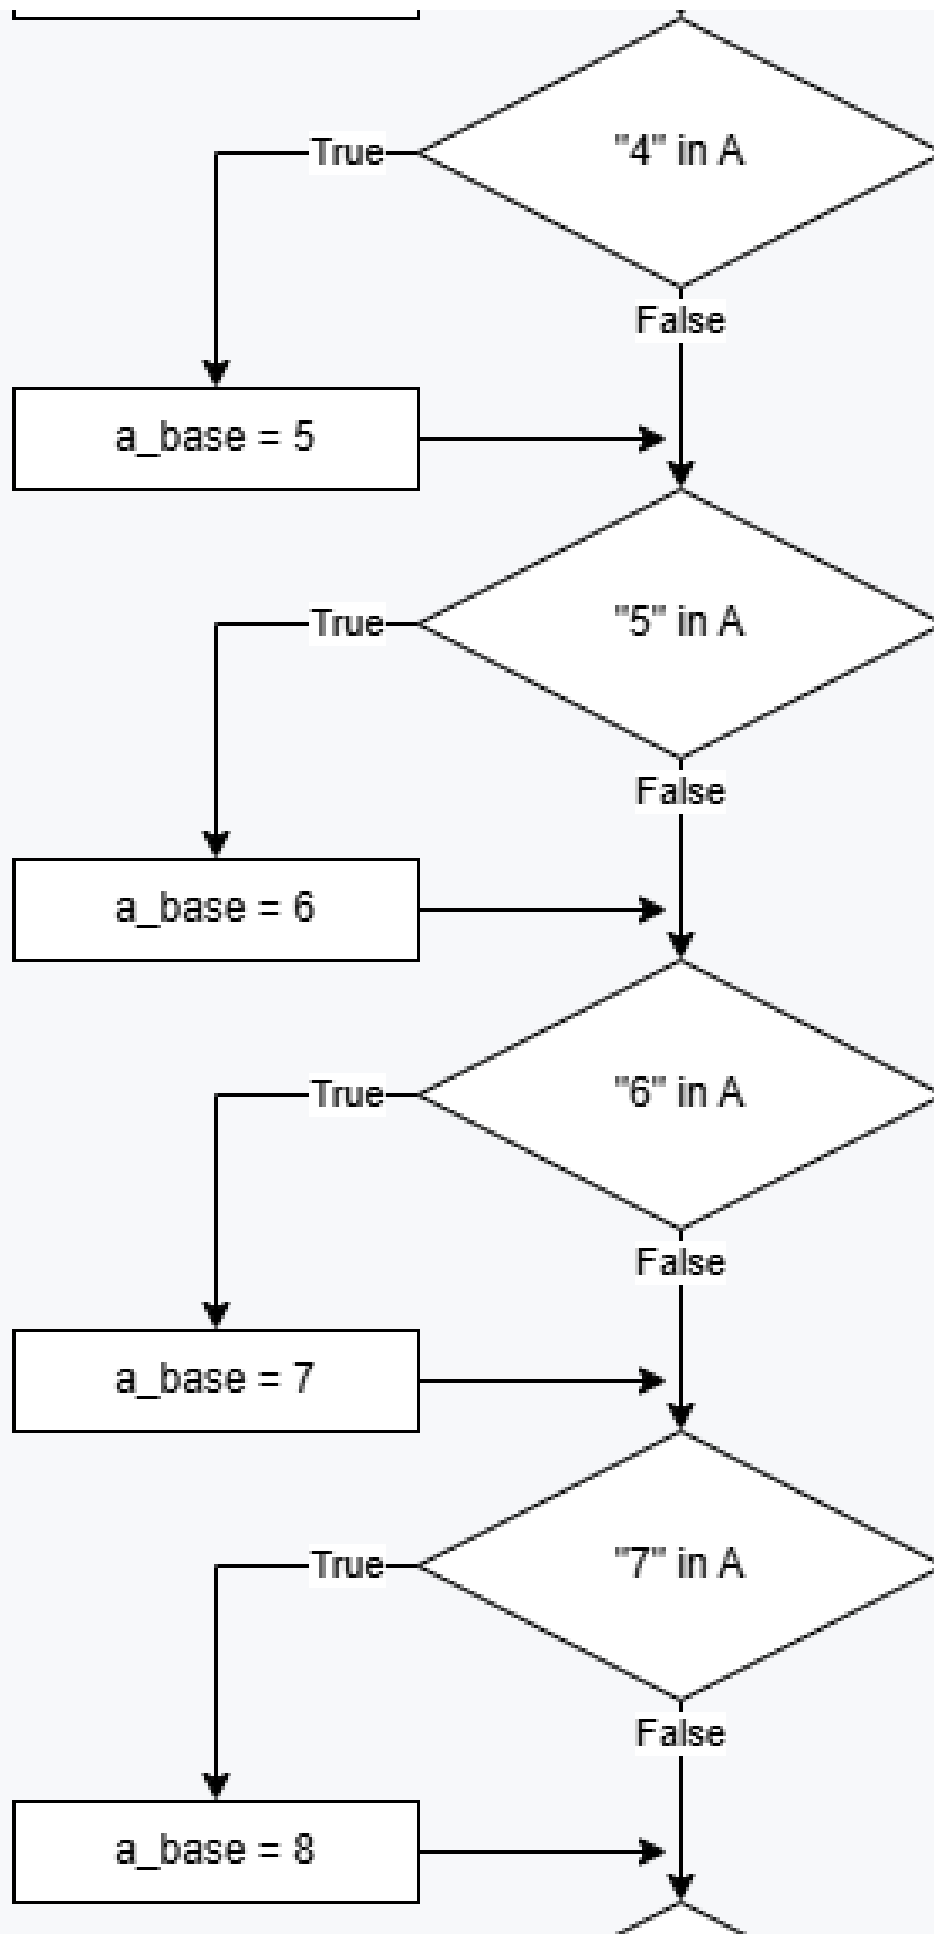 "4" in A
True
False
a_base = 5
"5" in A
True
False
a_base = 6
"6" in A
True
False
a_base = 7
"7" in A
True
False
a_base = 8